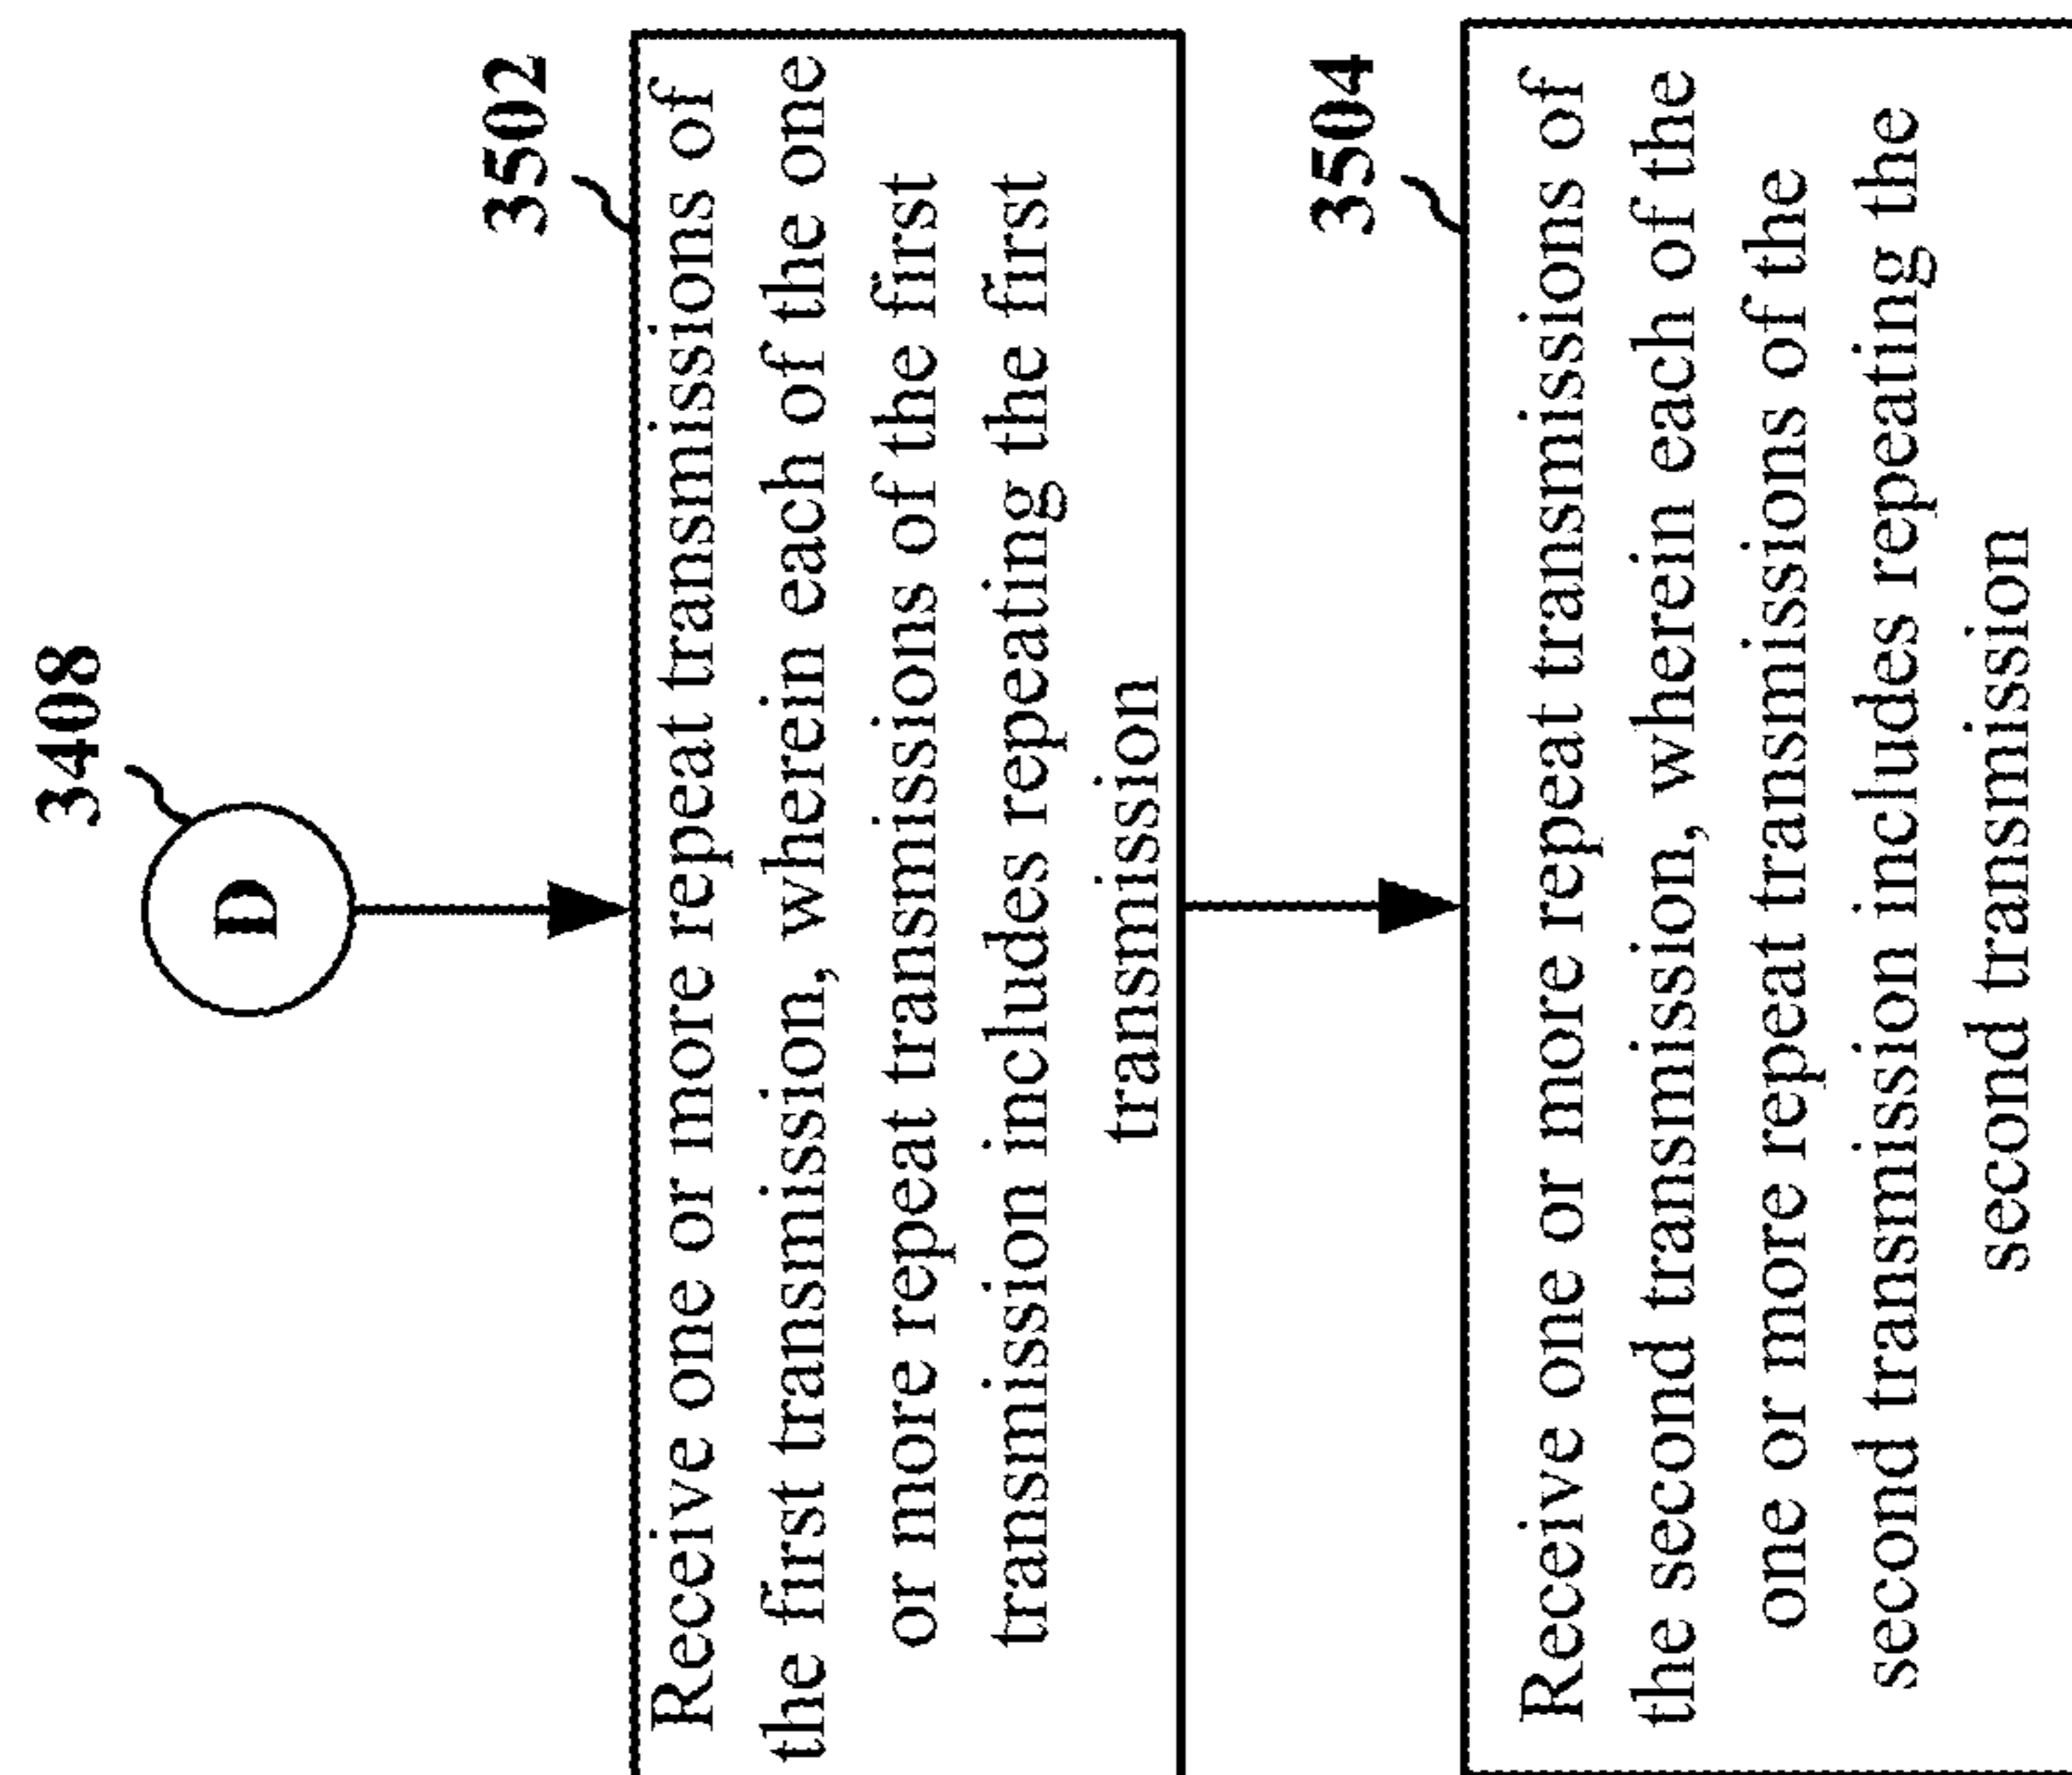 3408
D
3502
Receive one or more repeat transmissions of
the first transmission, wherein each of the one
or more repeat transmissions of the first
transmission includes repeating the first
transmission
3504
Receive one or more repeat transmissions of
the second transmission, wherein each of the
one or more repeat transmissions of the
second transmission includes repeating the
second transmission